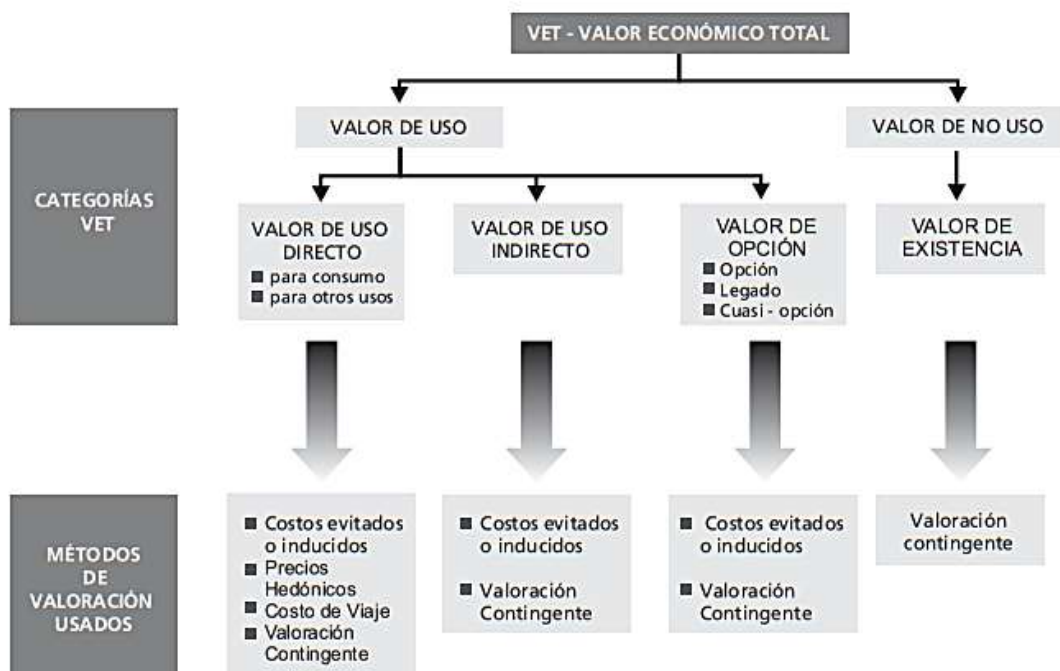 VET - VALOR ECONÓMICO TOTAL
VALOR DE USO
VALOR DE NO USO
CATEGORÍAS
VET
VALOR DE USO
DIRECTO
■ para consumo
■ para otros usos
VALOR DE USO
INDIRECTO
VALOR DE
OPCIÓN
■ Opción
■ Legado
■ Cuasi - opción
VALOR DE
EXISTENCIA
MÉTODOS
DE
VALORACIÓN
USADOS
■ Costos evitados
o inducidos
■ Precios
Hedónicos
■ Costo de Viaje
■ Valoración
Contingente
■ Costos evitados
o inducidos
■ Valoración
Contingente
■ Costos evitados
o inducidos
■ Valoración
Contingente
Valoración
contingente